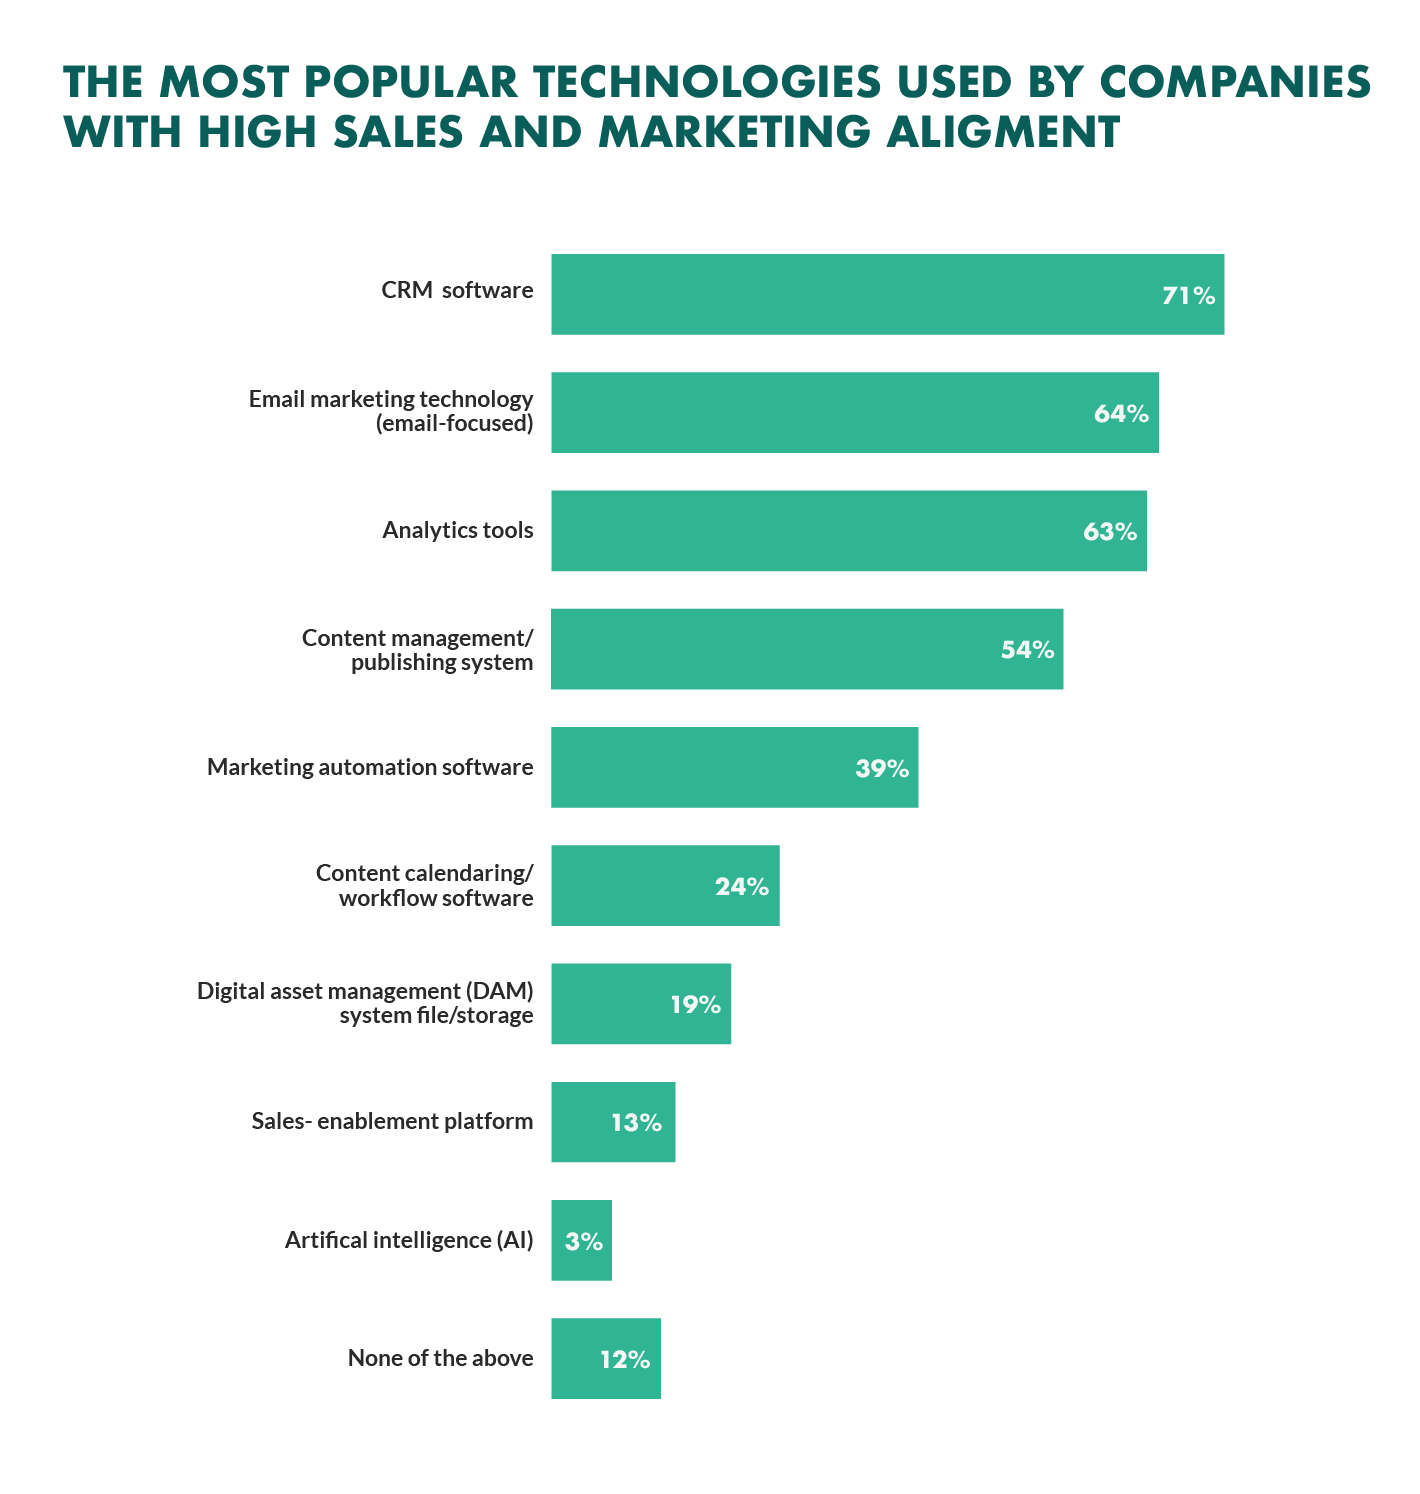 THE MOST POPULAR TECHNOLOGIES USED BY COMPANIES
WITH HIGH SALES AND MARKETING ALIGMENT
CRM software
71%
Email marketing technology
(email-focused)
64%
Analytics tools
63%
Content management/
publishing system
54%
Marketing automation software
39%
Content calendaring/
workflow software
24%
Digital asset management (DAM)
system file/storage
19%
Sales- enablement platform
13%
Artifical intelligence (AI)
3%
None of the above
12%